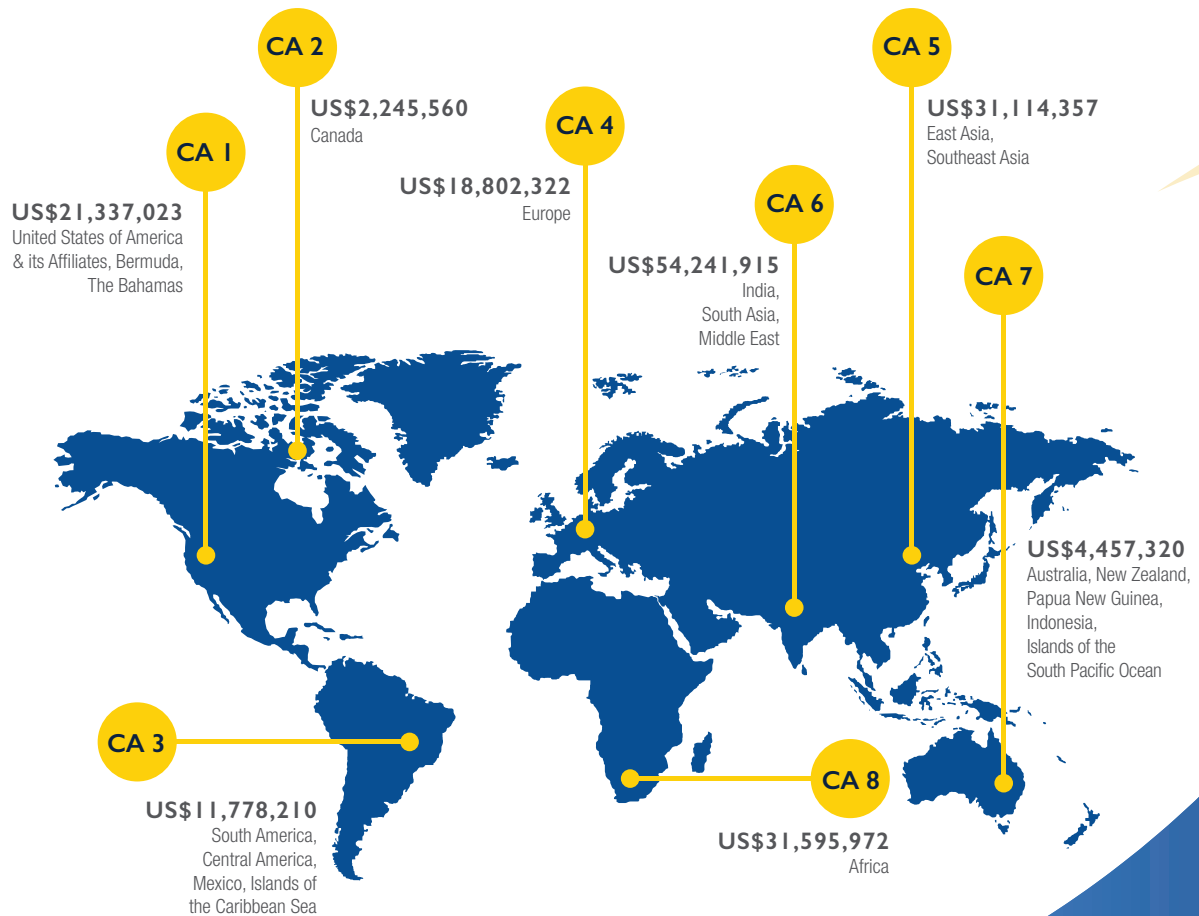 CA 1
US$21,337,023
United States of America
& its Affiliates, Bermuda,
The Bahamas
CA 2
US$2,245,560
Canada
CA 3
US$11,778,210
South America,
Central America,
Mexico, Islands of
the Caribbean Sea
CA 4
US$18,802,322
Europe
CA 5
US$31,114,357
East Asia,
Southeast Asia
CA 6
US$54,241,915
India,
South Asia,
Middle East
CA 7
US$4,457,320
Australia, New Zealand,
Papua New Guinea,
Indonesia,
Islands of the
South Pacific Ocean
CA 8
US$31,595,972
Africa